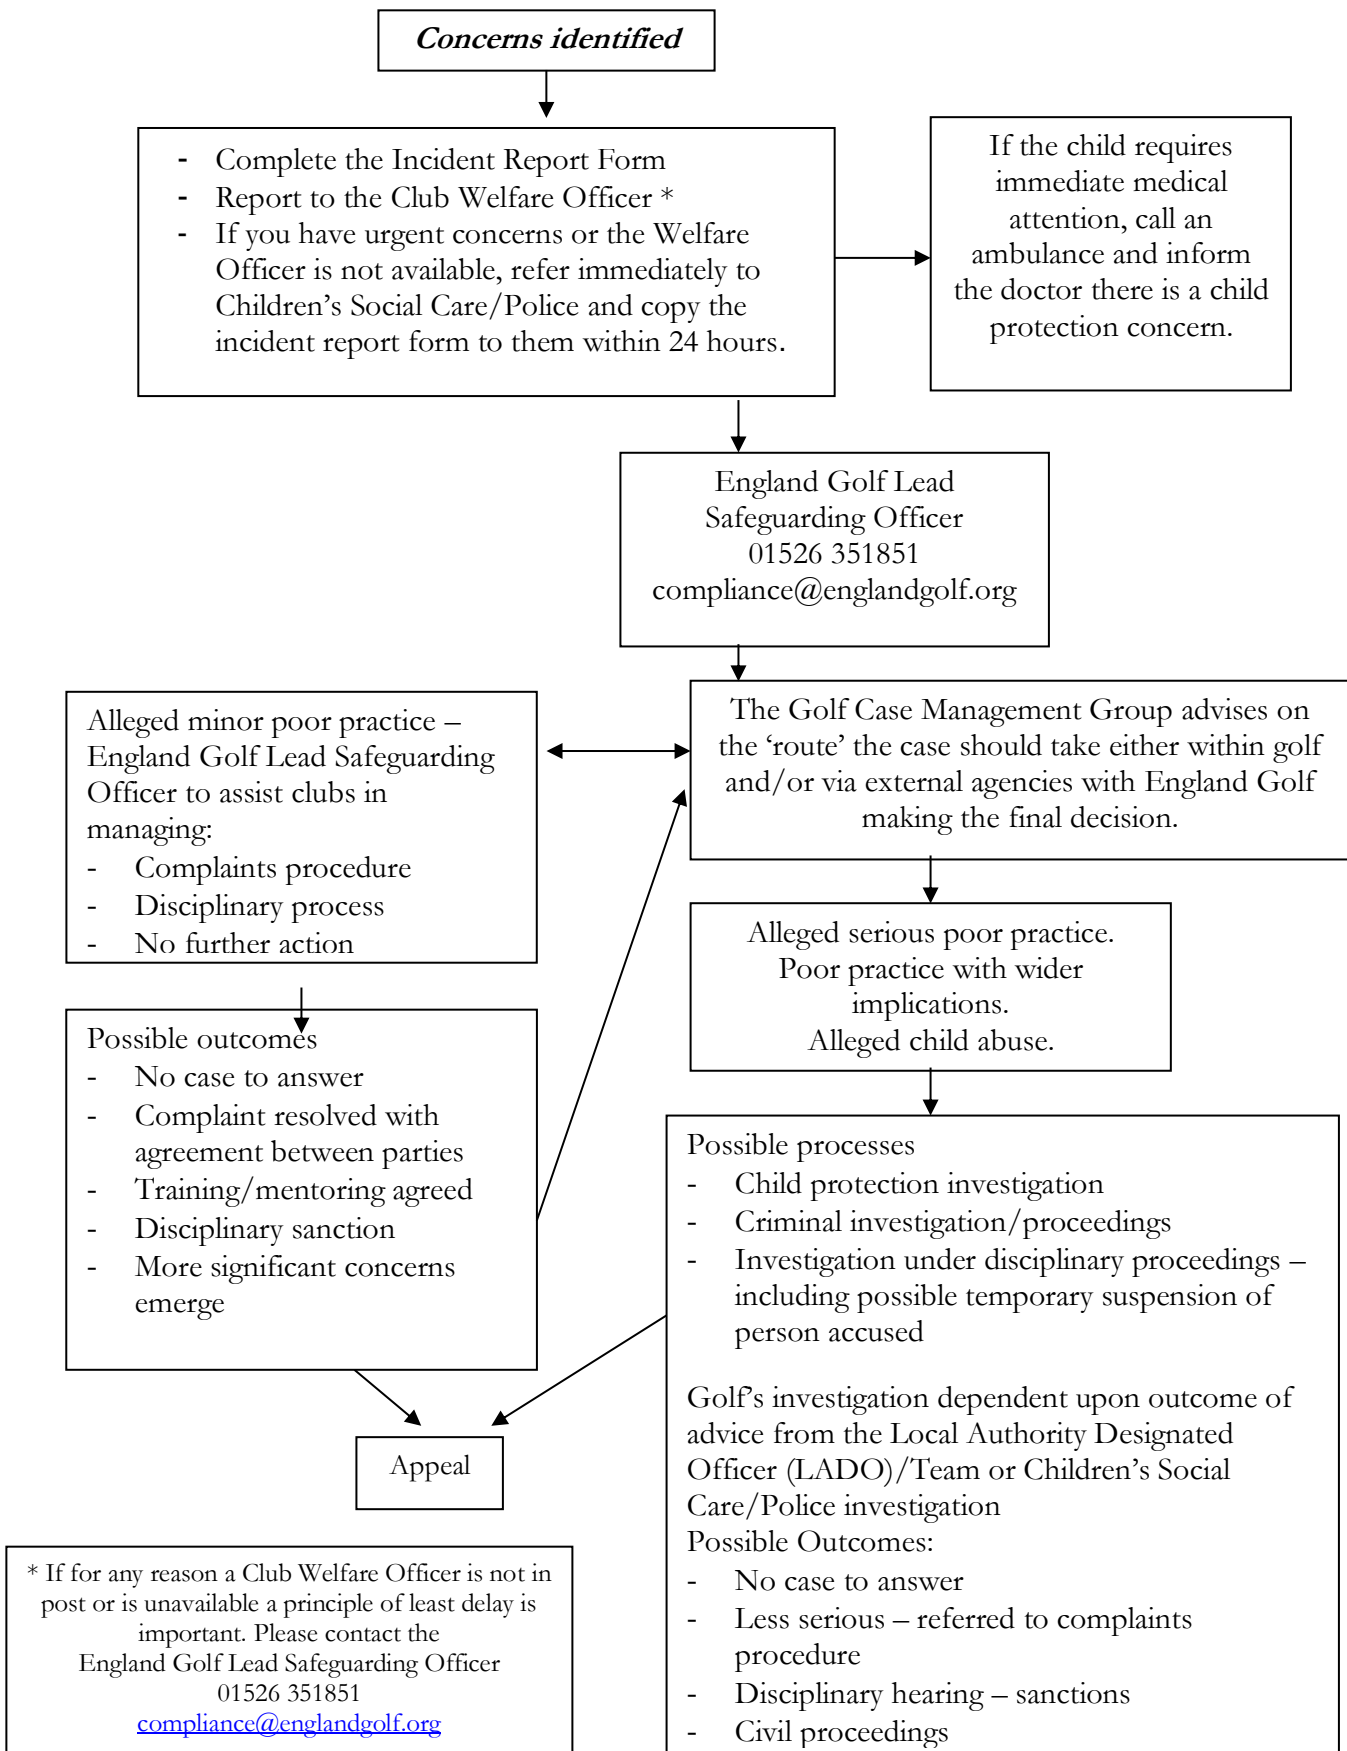 Concerns identified
- Complete the Incident Report Form
- Report to the Club Welfare Officer *
- If you have urgent concerns or the Welfare
Officer is not available, refer immediately to
Children’s Social Care/Police and copy the
incident report form to them within 24 hours.
If the child requires
immediate medical
attention, call an
ambulance and inform
the doctor there is a child
protection concern.
England Golf Lead
Safeguarding Officer
01526 351851
compliance@englandgolf.org
Alleged minor poor practice –
England Golf Lead Safeguarding
Officer to assist clubs in
managing:
- Complaints procedure
- Disciplinary process
- No further action
The Golf Case Management Group advises on
the ‘route’ the case should take either within golf
and/or via external agencies with England Golf
making the final decision.
Alleged serious poor practice.
Poor practice with wider
implications.
Alleged child abuse.
Possible outcomes
- No case to answer
- Complaint resolved with
agreement between parties
- Training/mentoring agreed
- Disciplinary sanction
- More significant concerns
emerge
Possible processes
- Child protection investigation
- Criminal investigation/proceedings
- Investigation under disciplinary proceedings –
including possible temporary suspension of
person accused
Golf’s investigation dependent upon outcome of
advice from the Local Authority Designated
Officer (LADO)/Team or Children’s Social
Care/Police investigation
Possible Outcomes:
- No case to answer
- Less serious – referred to complaints
procedure
- Disciplinary hearing – sanctions
- Civil proceedings
Appeal
* If for any reason a Club Welfare Officer is not in
post or is unavailable a principle of least delay is
important. Please contact the
England Golf Lead Safeguarding Officer
01526 351851
compliance@englandgolf.org